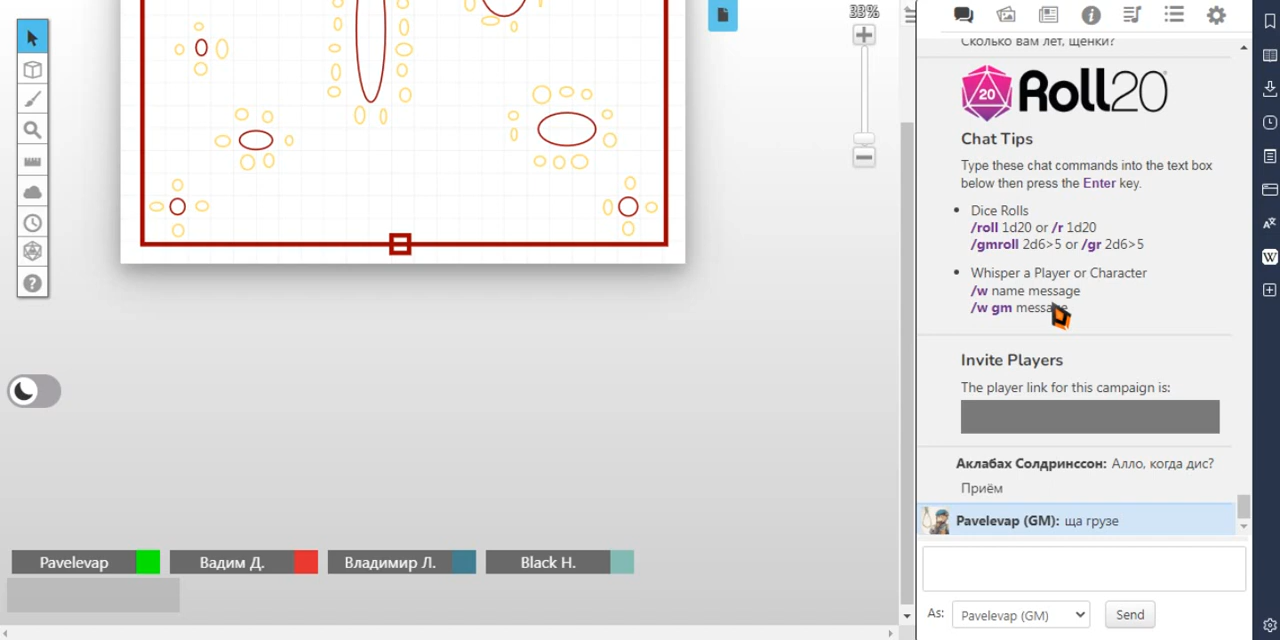 33%
Сколько вам лет, щенки?
20
Roll20
Chat Tips
Type these chat commands into the text box
below then press the Enter key.
Dice Rolls
/roll 1d20 or /r 1d20
/gmroll 2d6>5 or /gr 2d6>5
Whisper a Player or Character
/w name message
/w gm message
Invite Players
The player link for this campaign is:
Аклабах Солдринссон: Алло, когда дис?
Приём
Pavelevap (GM): ща грузе
Pavelevap
Вадим Д.
Владимир Л.
Black H.
As:
Pavelevap (GM)
Send
W